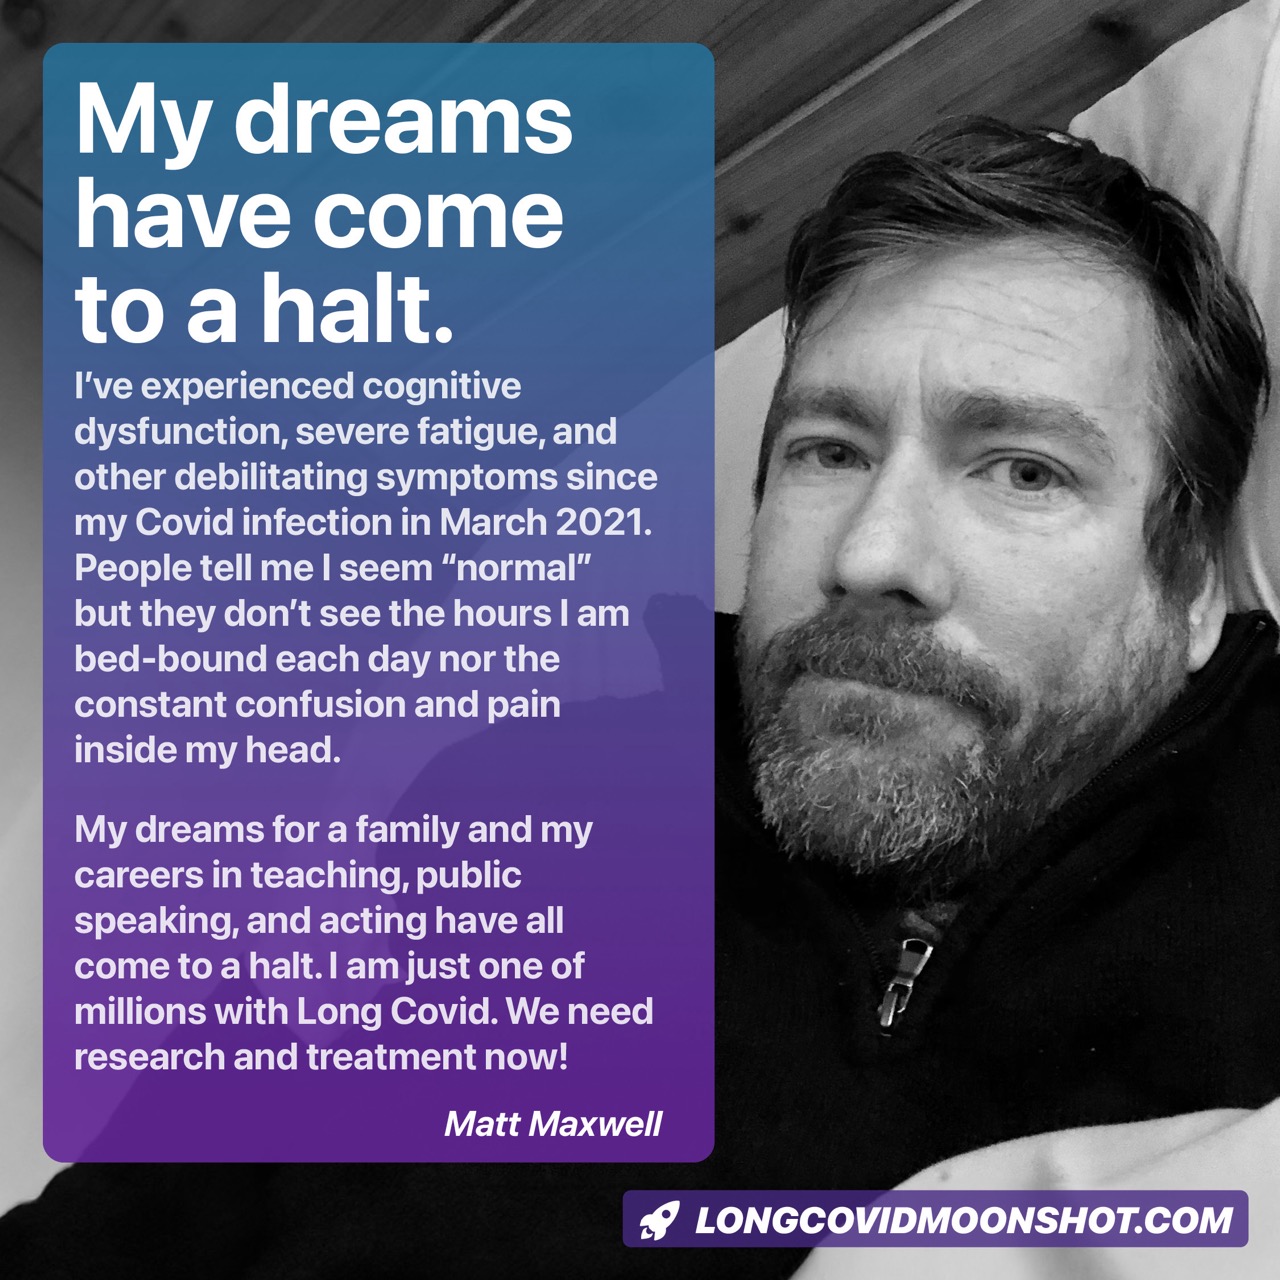 My dreams
have come
to a halt.
I’ve experienced cognitive
dysfunction, severe fatigue, and
other debilitating symptoms since
my Covid infection in March 2021.
People tell me I seem “normal”
but they don’t see the hours I am
bed-bound each day nor the
constant confusion and pain
inside my head.
My dreams for a family and my
careers in teaching, public
speaking, and acting have all
come to a halt. I am just one of
millions with Long Covid. We need
research and treatment now!
Matt Maxwell
LONGCOVIDMOONSHOT.COM